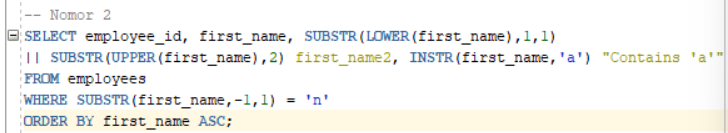 -- Nomor 2
SELECT employee_id, first_name, SUBSTR(LOWER(first_name),1,1)
|| SUBSTR(UPPER(first_name),2) first_name2, INSTR(first_name,'a') "Contains 'a'"
FROM employees
WHERE SUBSTR(first_name,-1,1) = 'n'
ORDER BY first_name ASC;